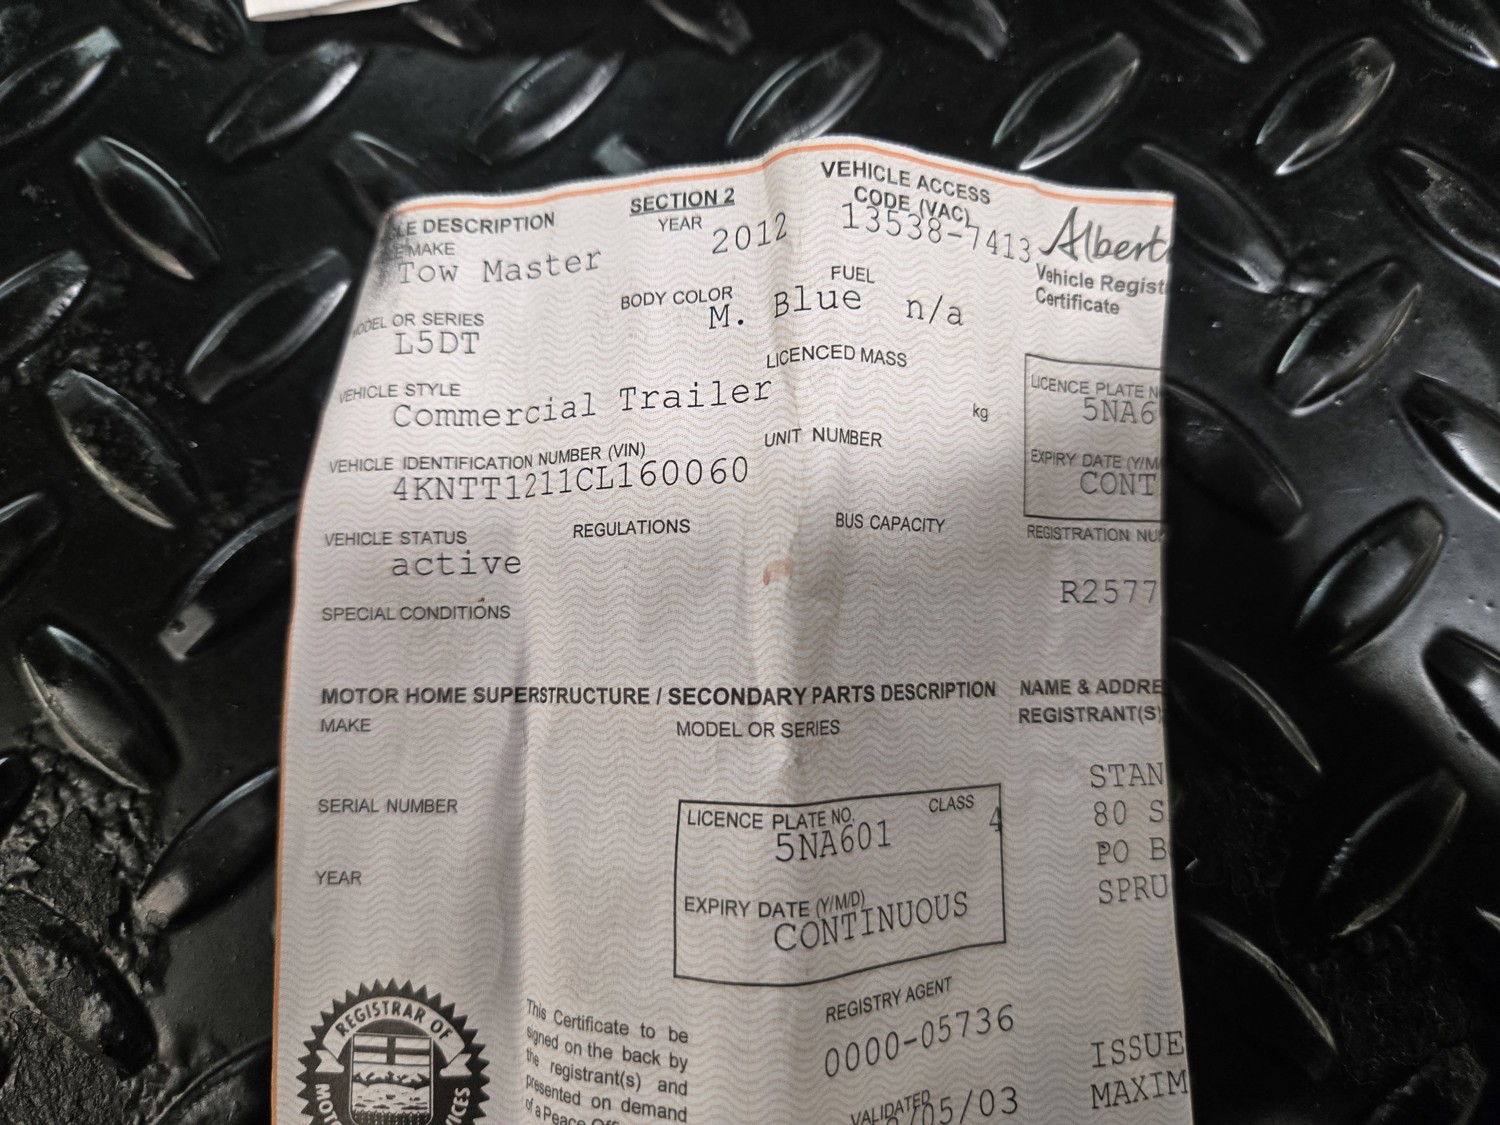 LE DESCRIPTION
SECTION 2
VEHICLE ACCESS
CODE (VAC)
MAKE
YEAR
Tow Master
2012
13538-7413
Albert
Vehicle Regist
Certificate
MODEL OR SERIES
BODY COLOR
FUEL
L5DT
M. Blue
n/a
VEHICLE STYLE
LICENCED MASS
Commercial Trailer
kg
LICENCE PLATE N
5NA6
VEHICLE IDENTIFICATION NUMBER (VIN)
UNIT NUMBER
4KNTT1211CL160060
EXPIRY DATE (Y/M
CONT
VEHICLE STATUS
REGULATIONS
BUS CAPACITY
REGISTRATION NU
active
R2577
SPECIAL CONDITIONS
MOTOR HOME SUPERSTRUCTURE / SECONDARY PARTS DESCRIPTION
NAME & ADDRE
REGISTRANT(S)
MAKE
MODEL OR SERIES
STAN
80 S
PO B
SPRU
SERIAL NUMBER
LICENCE PLATE NO.
CLASS
5NA601
4
YEAR
EXPIRY DATE (Y/M/D)
CONTINUOUS
REGISTRAR OF
This Certificate to be
signed on the back by
the registrant(s) and
presented on demand
of a Peace
REGISTRY AGENT
0000-05736
VALIDATED
/05/03
ISSUE
MAXIM